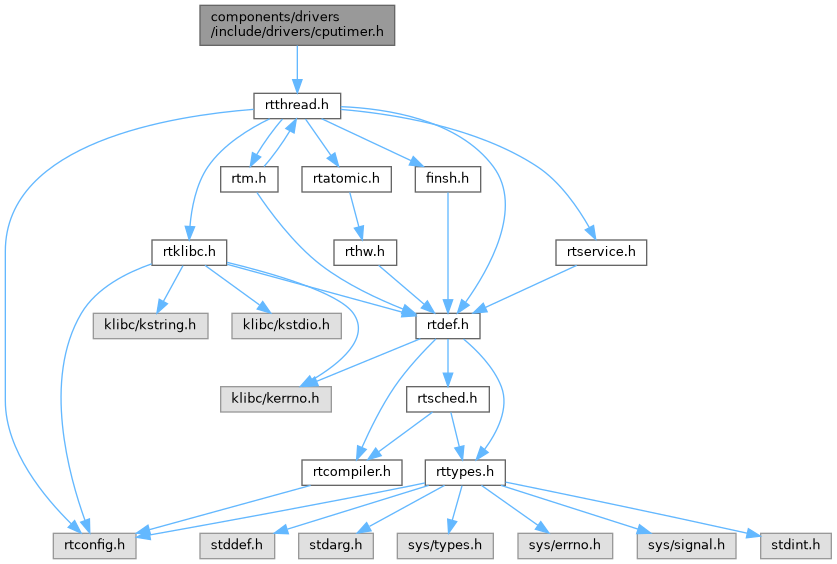 components/drivers
/include/drivers/cputimer.h
rtthread.h
rtm.h
rtatomic.h
finsh.h
rtklibc.h
rthw.h
rtservice.h
klibc/kstring.h
klibc/kstdio.h
rtdef.h
klibc/kerrno.h
rtsched.h
rtcompiler.h
rttypes.h
rtconfig.h
stddef.h
stdarg.h
sys/types.h
sys/errno.h
sys/signal.h
stdint.h